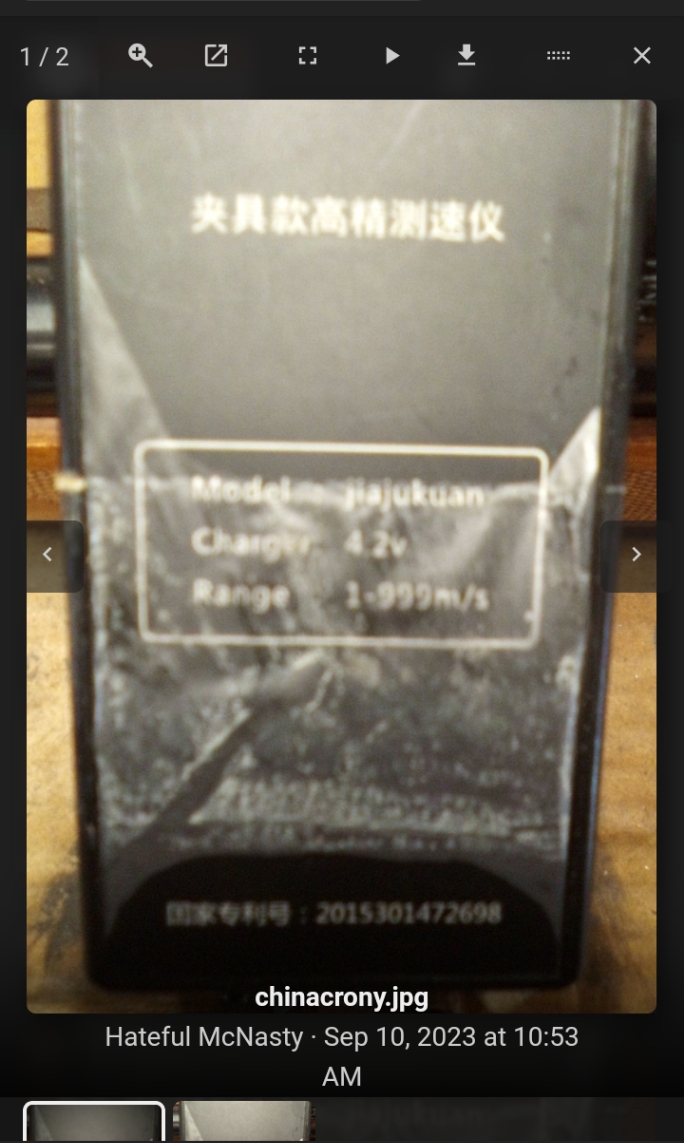 1 / 2
夹具款高精测速仪
Model : jiajukuan
Charger: 4.2v
Range 1-999m/s
国家专利号：2015301472698
chinacrony.jpg
Hateful McNasty · Sep 10, 2023 at 10:53
AM